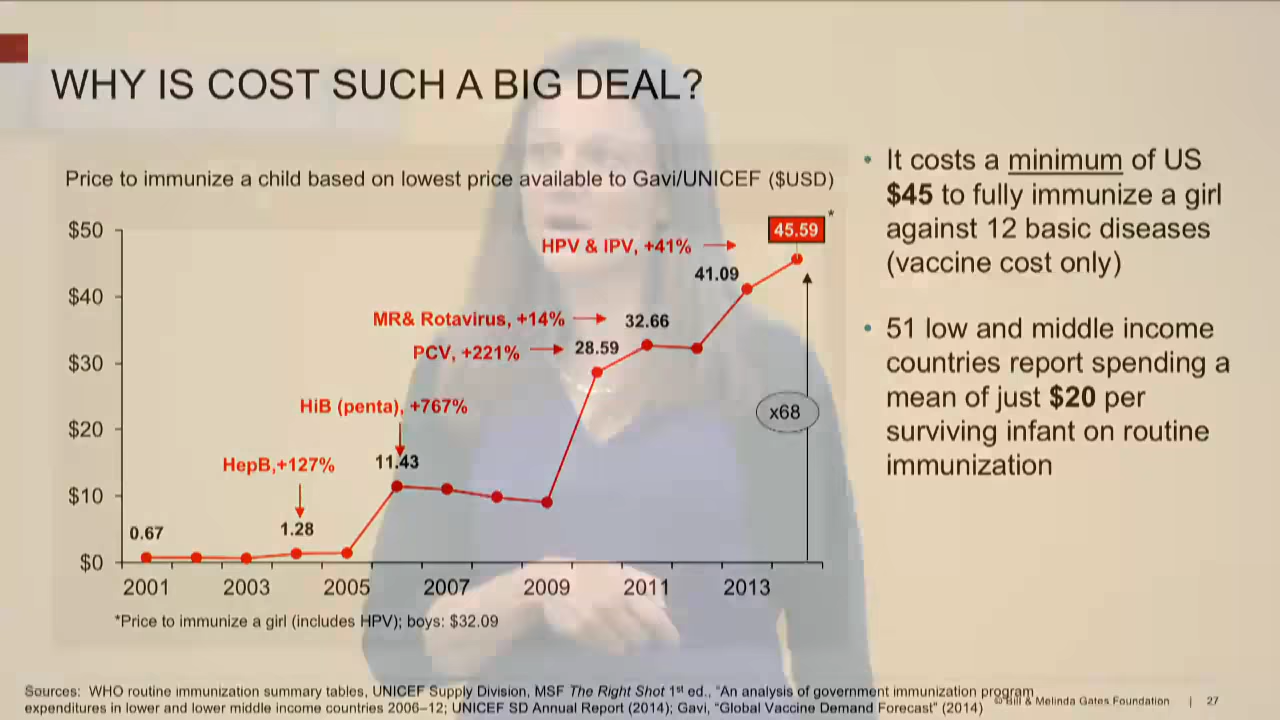 WHY IS COST SUCH A BIG DEAL?
Price to immunize a child based on lowest price available to Gavi/UNICEF ($USD)
$50
$40
$30
$20
$10
$0
0.67
HepB,+127%
1.28
HiB (penta), +767%
11.43
PCV, +221%
28.59
MR& Rotavirus, +14%
32.66
HPV & IPV, +41%
41.09
45.59
*
x68
2001 2003 2005 2007 2009 2011 2013
*Price to immunize a girl (includes HPV); boys: $32.09
• It costs a minimum of US
$45 to fully immunize a girl
against 12 basic diseases
(vaccine cost only)
• 51 low and middle income
countries report spending a
mean of just $20 per
surviving infant on routine
immunization
Sources: WHO routine immunization summary tables, UNICEF Supply Division, MSF The Right Shot 1st ed., "An analysis of government immunization program
expenditures in lower and lower middle income countries 2006–12; UNICEF SD Annual Report (2014); Gavi, "Global Vaccine Demand Forecast" (2014)
© Bill & Melinda Gates Foundation | 27